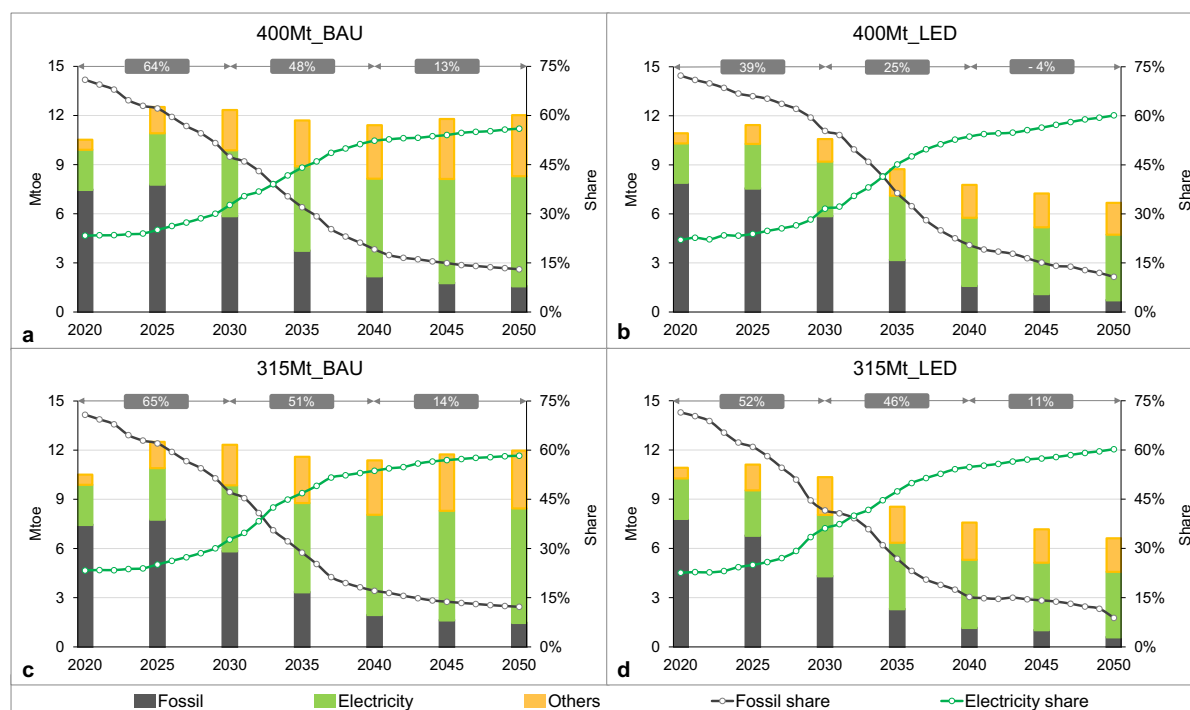 400Mt_BAU
64% 48% 13%
15 75%
12 60%
9 45%
6 30%
3 15%
0 0%
Mtoe
Share
2020 2025 2030 2035 2040 2045 2050
a
400Mt_LED
39% 25% - 4%
15 75%
12 60%
9 45%
6 30%
3 15%
0 0%
Mtoe
Share
2020 2025 2030 2035 2040 2045 2050
b
315Mt_BAU
65% 51% 14%
15 75%
12 60%
9 45%
6 30%
3 15%
0 0%
Mtoe
Share
2020 2025 2030 2035 2040 2045 2050
c
315Mt_LED
52% 46% 11%
15 75%
12 60%
9 45%
6 30%
3 15%
0 0%
Mtoe
Share
2020 2025 2030 2035 2040 2045 2050
d
Fossil Electricity Others Fossil share Electricity share